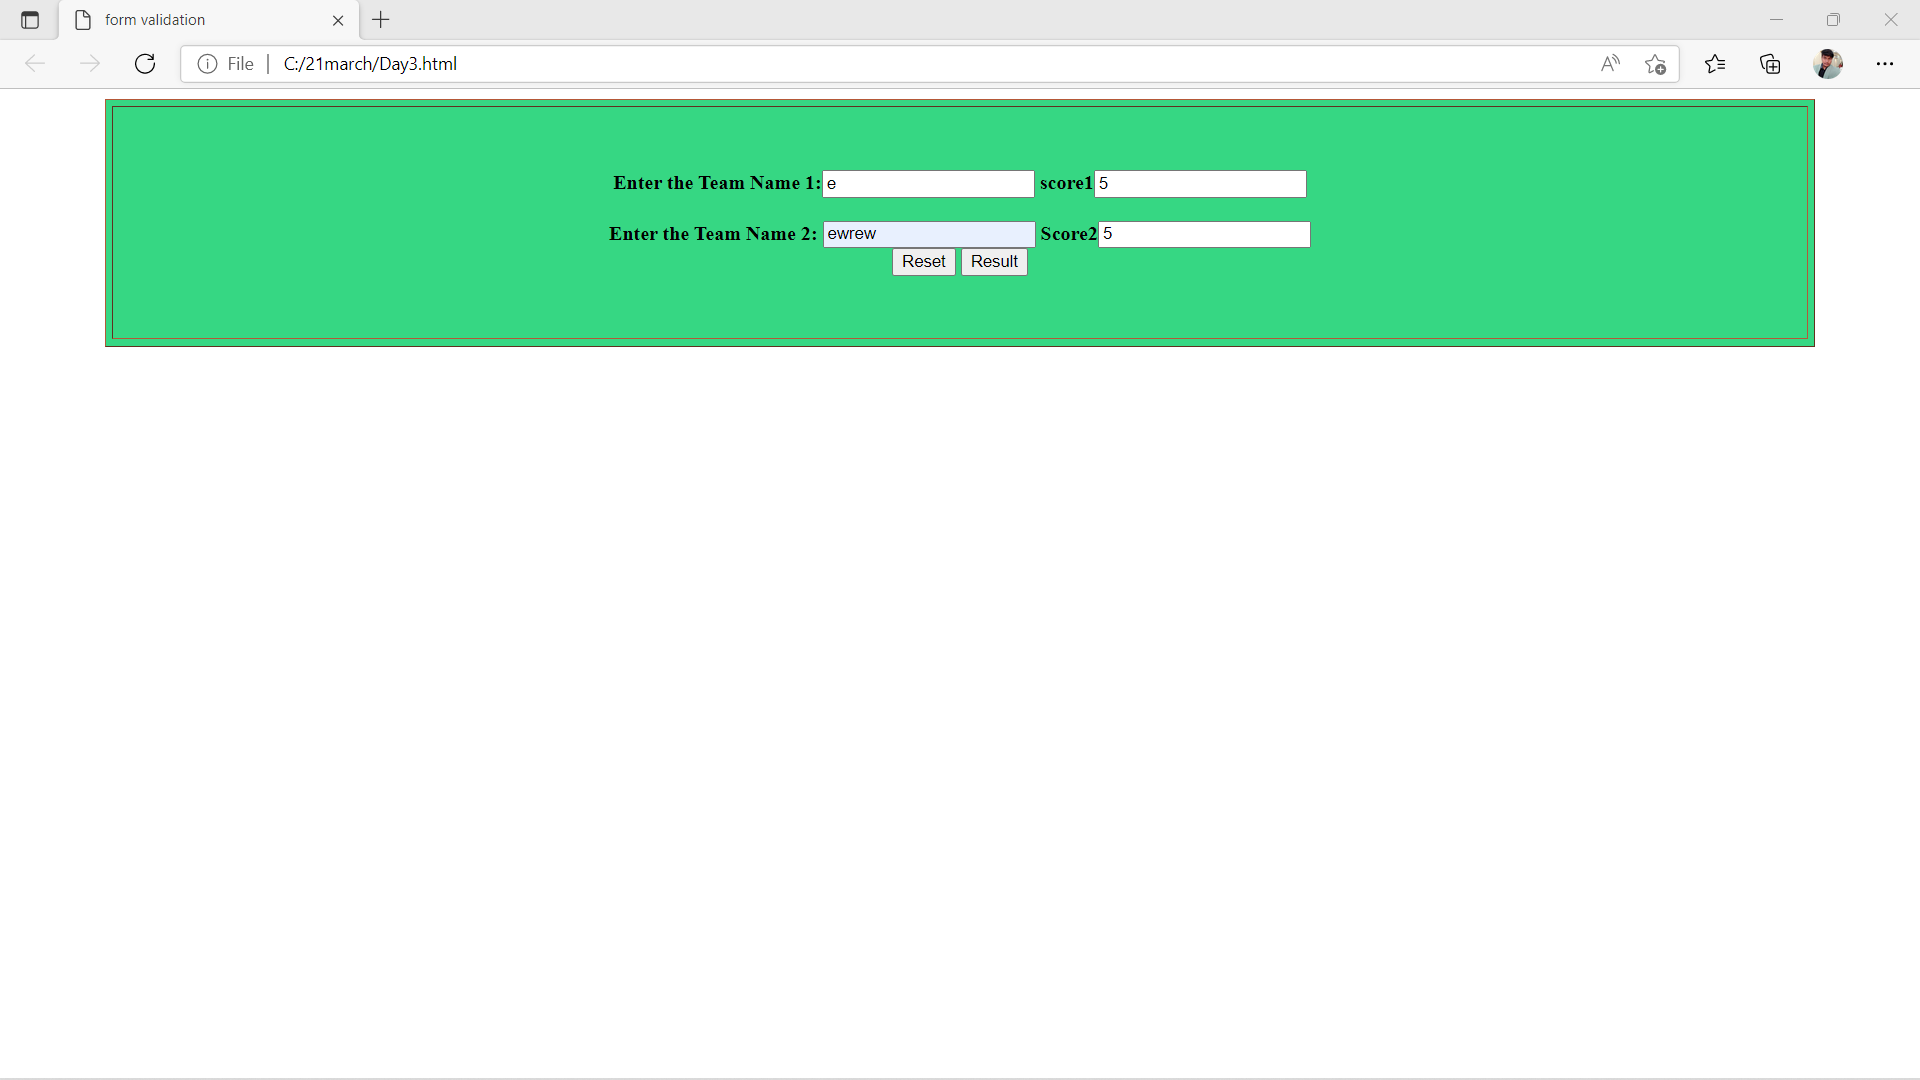 form validation
File C:/21march/Day3.html
Enter the Team Name 1: e score1 5
Enter the Team Name 2: ewrew Score2 5
Reset Result